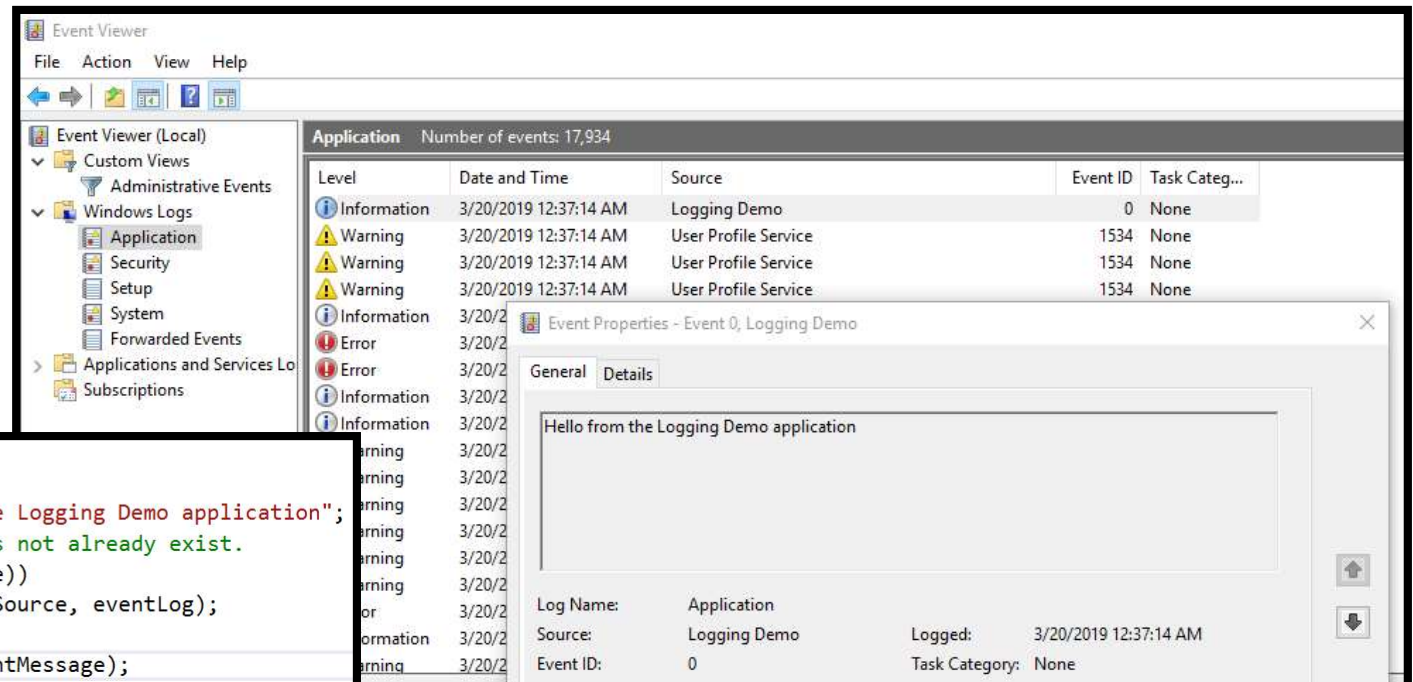 Event Viewer
File Action View Help
Event Viewer (Local)
Custom Views
Administrative Events
Windows Logs
Application
Security
Setup
System
Forwarded Events
Applications and Services Lo
Subscriptions
Application Number of events: 17,934
Level Date and Time Source Event ID Task Categ...
Information 3/20/2019 12:37:14 AM Logging Demo 0 None
Warning 3/20/2019 12:37:14 AM User Profile Service 1534 None
Warning 3/20/2019 12:37:14 AM User Profile Service 1534 None
Warning 3/20/2019 12:37:14 AM User Profile Service 1534 None
Information 3/20/2
Error 3/20/2
Error 3/20/2
Information 3/20/2
Information 3/20/2
arning 3/20/2
arning 3/20/2
arning 3/20/2
arning 3/20/2
arning 3/20/2
arning 3/20/2
or 3/20/2
ormation 3/20/2
arning 3/20/2
Event Properties - Event 0, Logging Demo
General Details
Hello from the Logging Demo application
Log Name: Application
Source: Logging Demo Logged: 3/20/2019 12:37:14 AM
Event ID: 0 Task Category: None
e Logging Demo application";
s not already exist.
e))
Source, eventLog);
ntMessage);